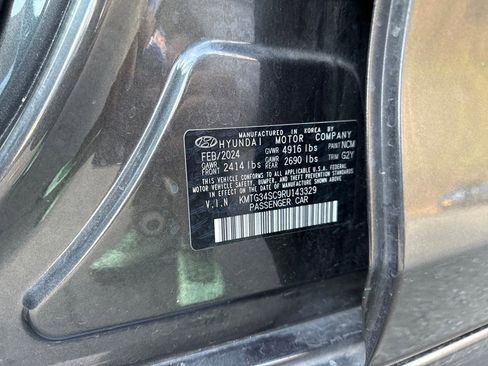 MANUFACTURED IN KOREA BY
HYUNDAI MOTOR COMPANY
FEB/2024 GVWR 4916 lbs PAINT NCM
GAWR FRONT 2414 lbs GAWR REAR 2690 lbs TRIM G2Y
THIS VEHICLE CONFORMS TO ALL APPLICABLE U.S.A. FEDERAL
MOTOR VEHICLE SAFETY, BUMPER, AND THEFT PREVENTION
STANDARDS IN EFFECT ON THE DATE OF MANUFACTURE SHOWN ABOVE.
V.I.N KMTG34SC9RU143329
PASSENGER CAR